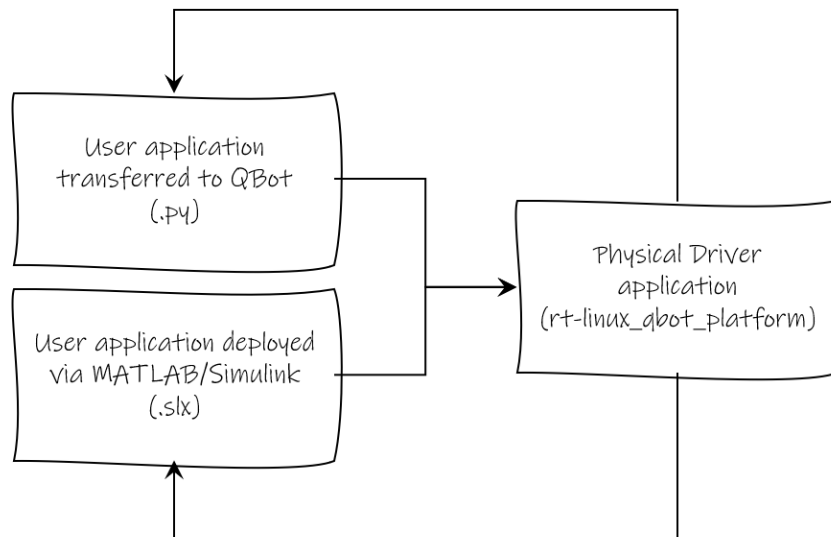 User application
transferred to QBot
(.py)
User application deployed
via MATLAB/Simulink
(.slx)
Physical Driver
application
(rt-linux_qbot_platform)